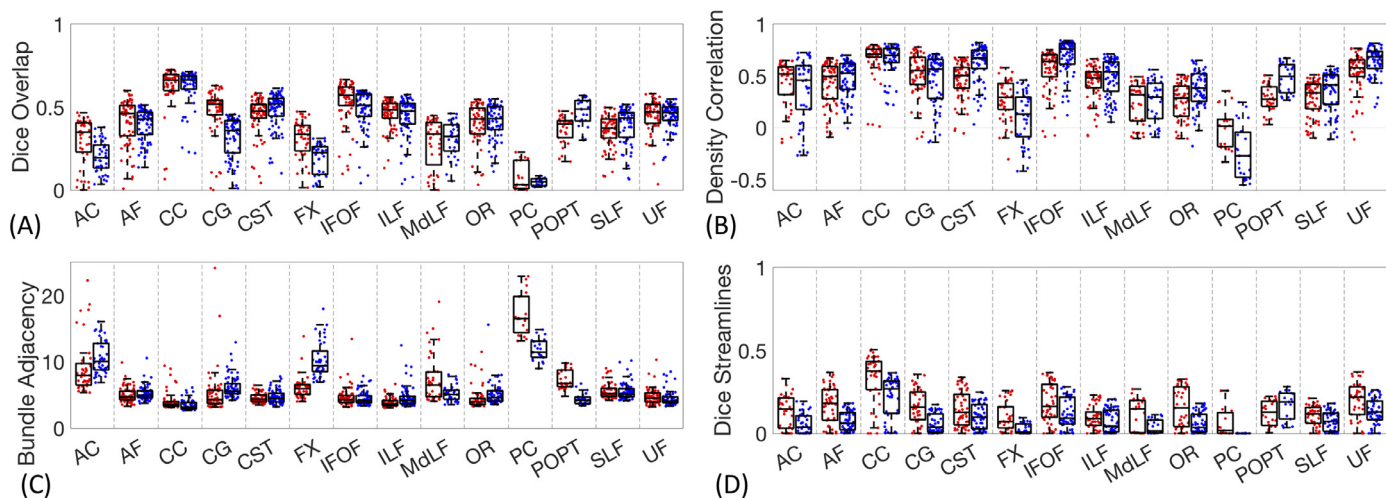 Dice Overlap
1
0.5
0
AC AF CC CG CST FX IFOF ILF MdLF OR PC POPT SLF UF
(A)
Density Correlation
1
0.5
0
-0.5
AC AF CC CG CST FX IFOF ILF MdLF OR PC POPT SLF UF
(B)
Bundle Adjacency
20
10
0
AC AF CC CG CST FX IFOF ILF MdLF OR PC POPT SLF UF
(C)
Dice Streamlines
1
0.5
0
AC AF CC CG CST FX IFOF ILF MdLF OR PC POPT SLF UF
(D)